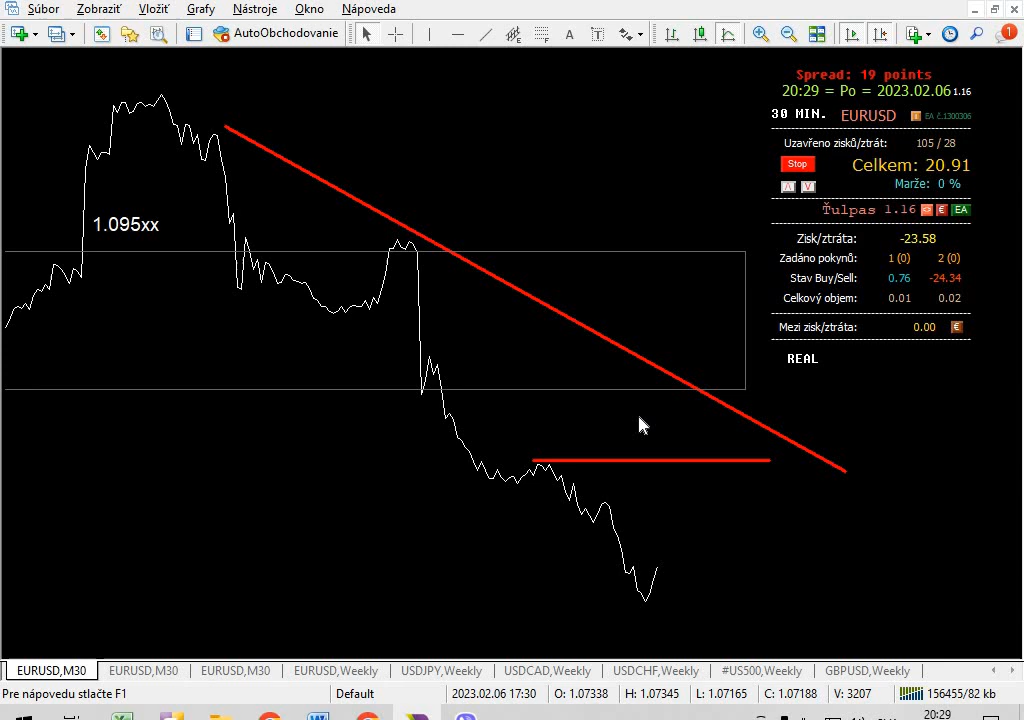 Súbor Zobraziť Vložiť Grafy Nástroje Okno Nápoveda
AutoObchodovanie
A T 1
Spread: 19 points
20:29 = Po = 2023.02.06 1.16
30 MIN. EURUSD EA č.1300306
Uzavřeno zisků/ztrát: 105 / 28
Stop Celkem: 20.91
Λ V Marže: 0 %
Ťulpas 1.16 <> € EA
1.095xx
Zisk/ztráta: -23.58
Zadáno pokynů: 1 (0) 2 (0)
Stav Buy/Sell: 0.76 -24.34
Celkový objem: 0.01 0.02
Mezi zisk/ztráta: 0.00 €
REAL
EURUSD,M30 EURUSD,M30 EURUSD,M30 EURUSD,Weekly USDJPY,Weekly USDCAD,Weekly USDCHF,Weekly #US500,Weekly GBPUSD,Weekly
Pre nápovedu stlačte F1 Default 2023.02.06 17:30 O: 1.07338 H: 1.07345 L: 1.07165 C: 1.07188 V: 3207 156455/82 kb
20:29